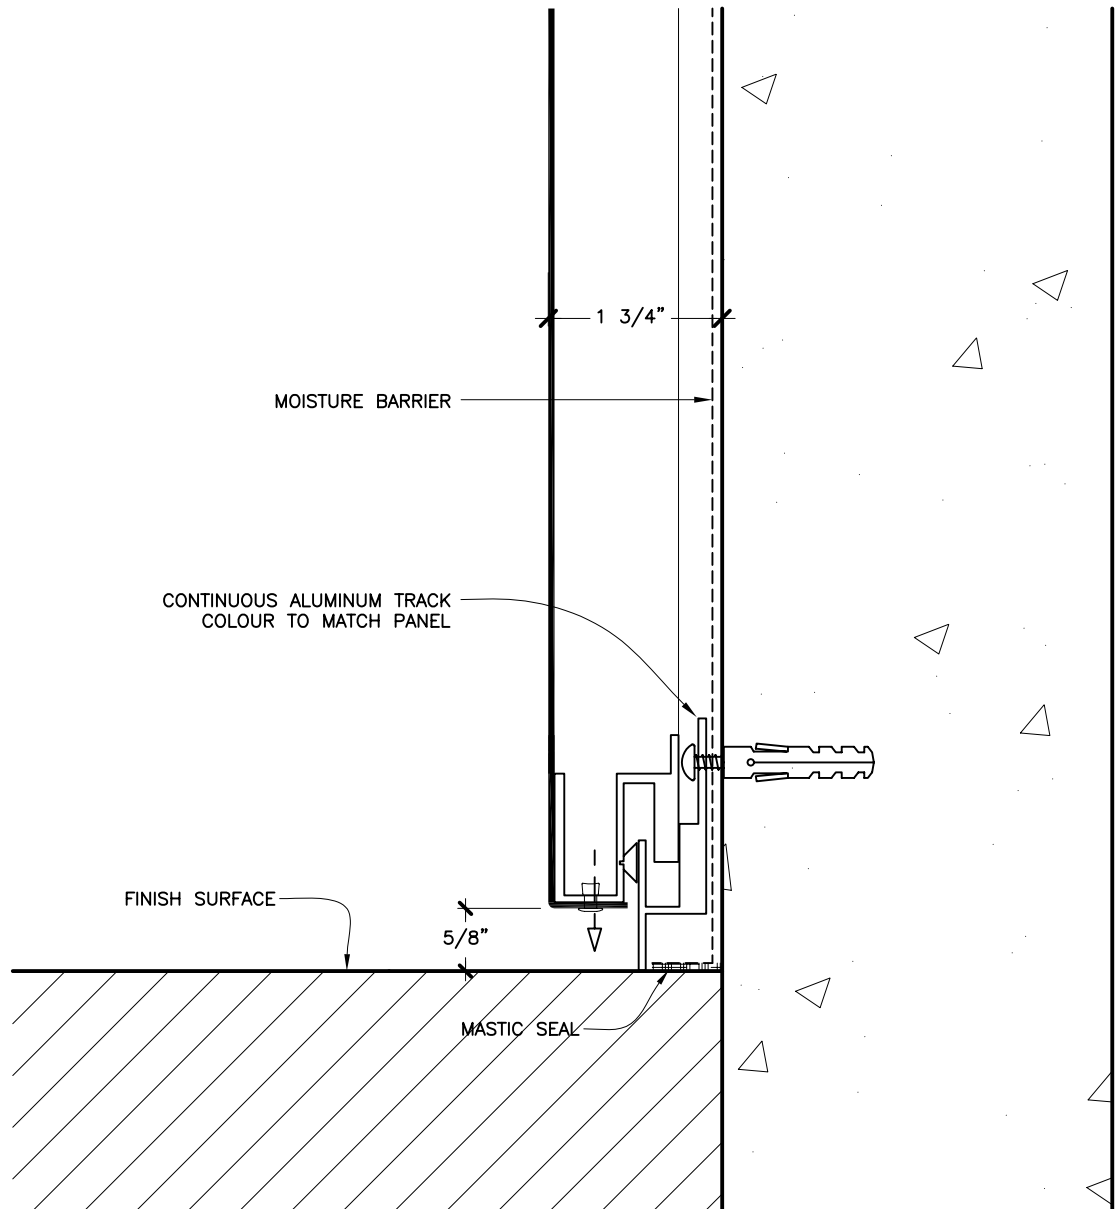 1 3/4”
MOISTURE BARRIER
CONTINUOUS ALUMINUM TRACK
COLOUR TO MATCH PANEL
FINISH SURFACE
5/8”
MASTIC SEAL